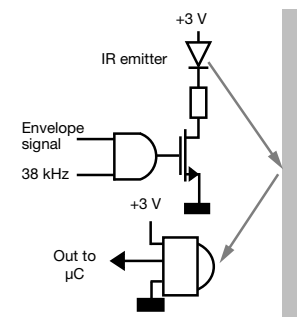 +3 V
IR emitter
Envelope
signal
38 kHz
+3 V
Out to
µC